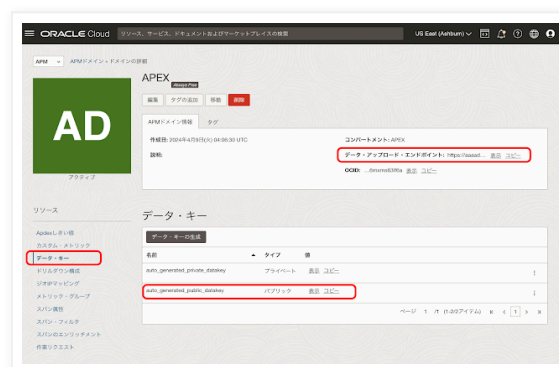 ORACLE Cloud
リソース、サービス、ドキュメントおよびマーケットプレイスの検索
US East (Ashburn)
APM
APMドメイン » ドメインの詳細
AD
アクティブ
APEX
Always Free
編集 タグの追加 移動 削除
APMドメイン情報 タグ
作成日: 2024年4月9日(火) 04:06:30 UTC
コンパートメント: APEX
説明:
データ・アップロード・エンドポイント: https://aaaad... 表示 コピー
OCID: 表示 コピー
リソース
Apdexしきい値
カスタム・メトリック
データ・キー
ドリルダウン構成
ジオIPマッピング
メトリック・グループ
スパン属性
スパン・フィルタ
スパンのエンリッチメント
作業リクエスト
データ・キー
データ・キーの生成
名前 タイプ 値
auto_generated_private_datakey プライベート 表示 コピー
auto_generated_public_datakey パブリック 表示 コピー
ページ 1 /1 (1-2/2アイテム) 1